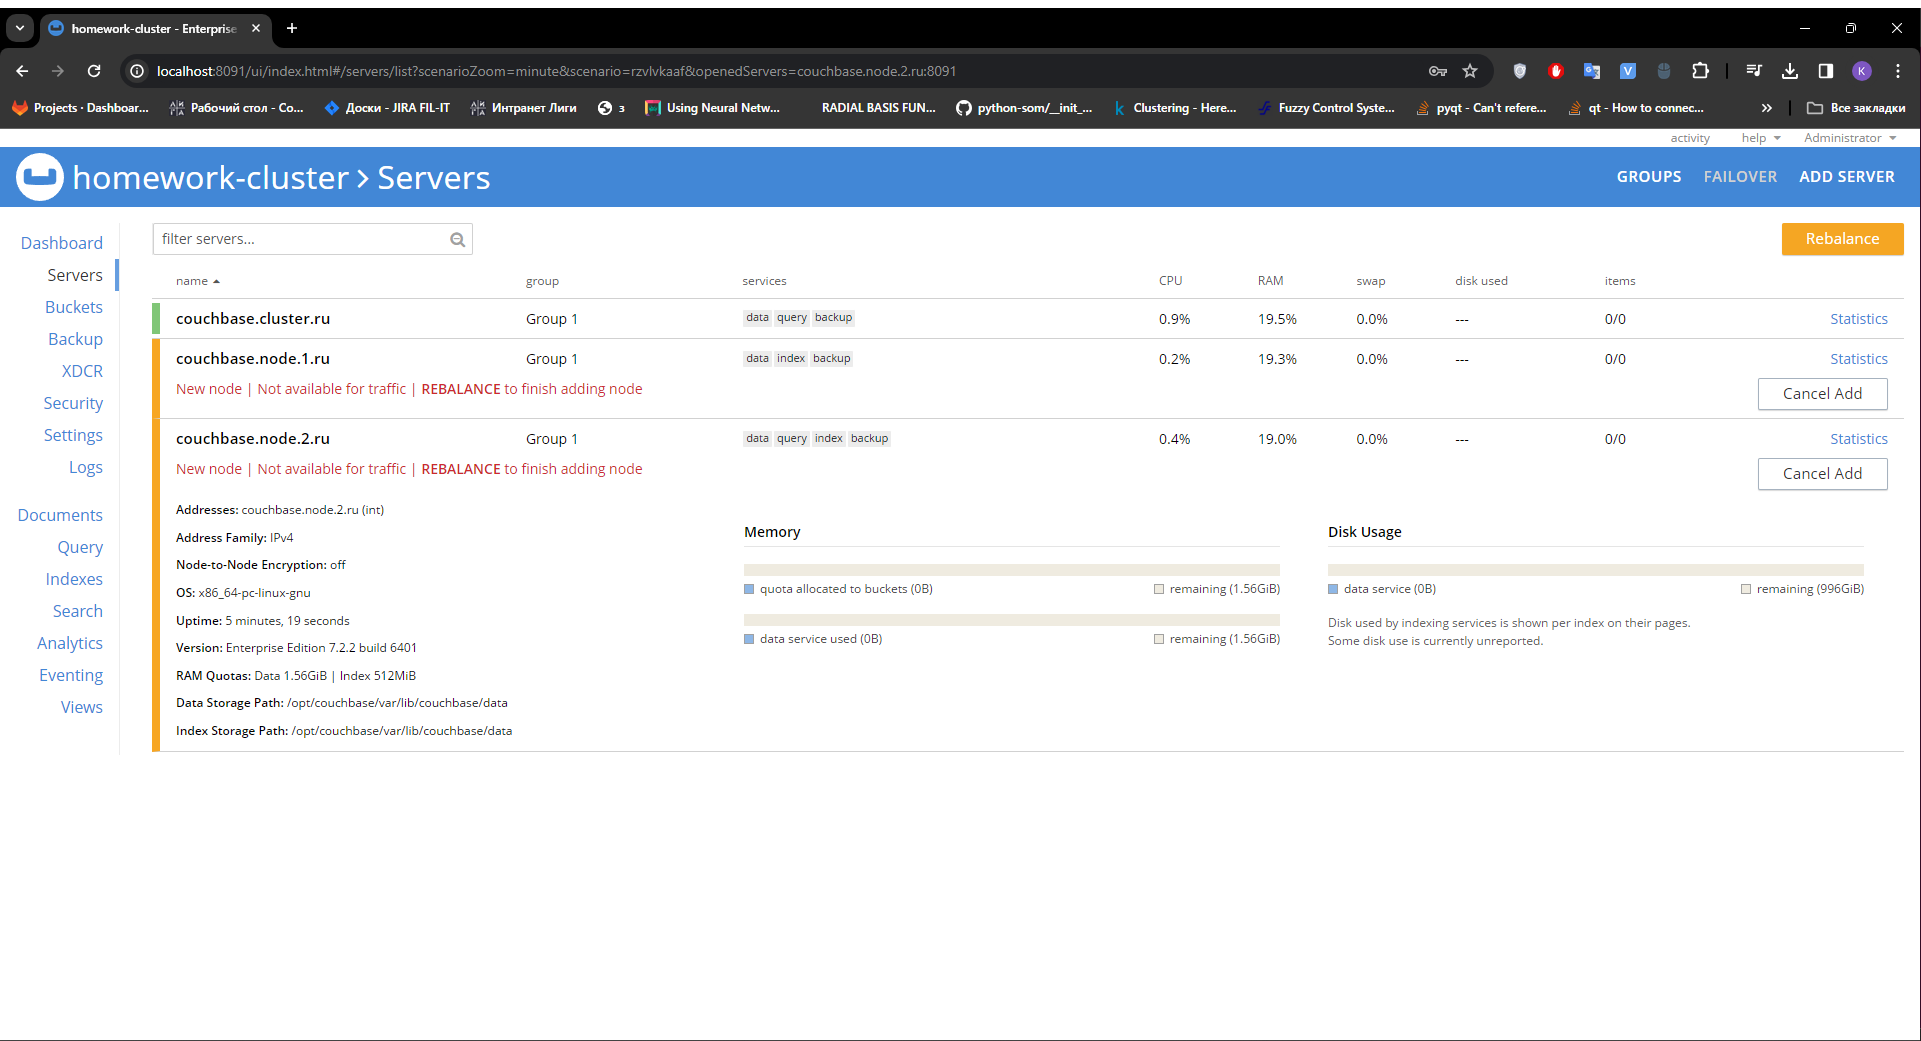 homework-cluster - Enterprise
localhost:8091/ui/index.html#/servers/list?scenarioZoom=minute&scenario=rzvlvkaaf&openedServers=couchbase.node.2.ru:8091
K
Projects · Dashboar... Рабочий стол - Co... Доски - JIRA FIL-IT Интранет Лиги з Using Neural Netw... RADIAL BASIS FUN... python-som/__init_... Clustering - Here... Fuzzy Control Syste... pyqt - Can't refere... qt - How to connec... » Все закладки
activity help Administrator
homework-cluster > Servers GROUPS FAILOVER ADD SERVER
Dashboard
Servers
Buckets
Backup
XDCR
Security
Settings
Logs
Documents
Query
Indexes
Search
Analytics
Eventing
Views
filter servers... Rebalance
name group services CPU RAM swap disk used items
couchbase.cluster.ru Group 1 data query backup 0.9% 19.5% 0.0% --- 0/0 Statistics
couchbase.node.1.ru Group 1 data index backup 0.2% 19.3% 0.0% --- 0/0 Statistics
New node | Not available for traffic | REBALANCE to finish adding node Cancel Add
couchbase.node.2.ru Group 1 data query index backup 0.4% 19.0% 0.0% --- 0/0 Statistics
New node | Not available for traffic | REBALANCE to finish adding node Cancel Add
Addresses: couchbase.node.2.ru (int)
Address Family: IPv4
Node-to-Node Encryption: off
OS: x86_64-pc-linux-gnu
Uptime: 5 minutes, 19 seconds
Version: Enterprise Edition 7.2.2 build 6401
RAM Quotas: Data 1.56GiB | Index 512MiB
Data Storage Path: /opt/couchbase/var/lib/couchbase/data
Index Storage Path: /opt/couchbase/var/lib/couchbase/data
Memory
quota allocated to buckets (0B) remaining (1.56GiB)
data service used (0B) remaining (1.56GiB)
Disk Usage
data service (0B) remaining (996GiB)
Disk used by indexing services is shown per index on their pages.
Some disk use is currently unreported.